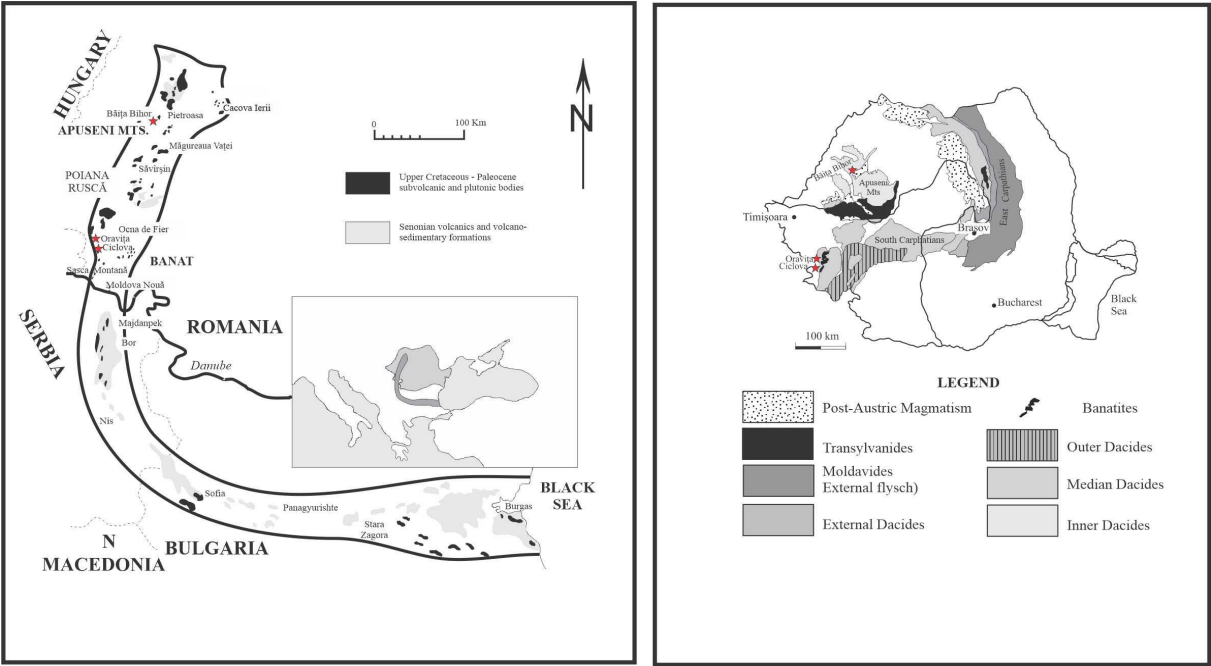 HUNGARY
Băița Bihor
Pietroasa
Cacova Ierii
APUSENI MTS.
Măgureaua Vaței
Săvîrșin
POIANA
RUSCĂ
Ocna de Fier
Oravița
Ciclova
BANAT
Sasca Montană
Moldova Nouă
SERBIA
Majdanpek
Bor
ROMANIA
Danube
Nis
Sofia
Panagyurishte
Stara
Zagora
Burgas
BLACK
SEA
N
MACEDONIA
BULGARIA
N
0
100 Km
Upper Cretaceous - Paleocene
subvolcanic and plutonic bodies
Senonian volcanics and volcano-
sedimentary formations
Băița Bihor
Apuseni
Mts
Timișoara
East Carpathians
Brașov
South Carphatians
Oravița
Ciclova
Bucharest
Black
Sea
100 km
LEGEND
Post-Austric Magmatism
Banatites
Transylvanides
Outer Dacides
Moldavides
External flysch)
Median Dacides
External Dacides
Inner Dacides